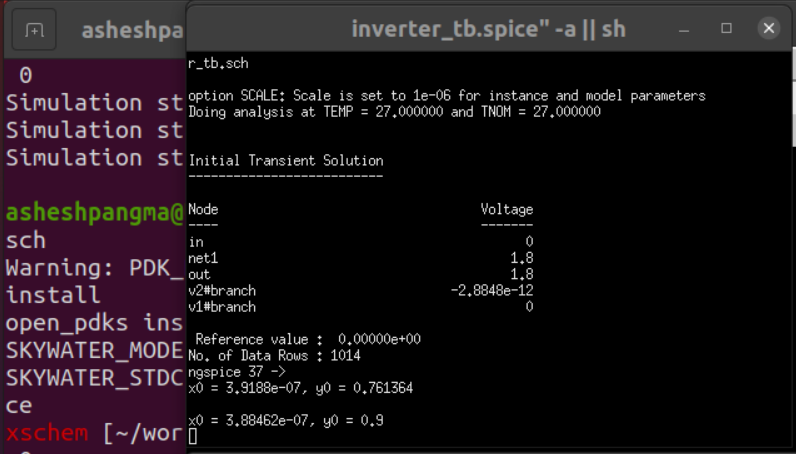 asheshpa
inverter_tb.spice" -a || sh
0
Simulation st
Simulation st
Simulation st
asheshpangma@
sch
Warning: PDK_
install
open_pdks ins
SKYWATER_MODE
SKYWATER_STDC
ce
xschem [~/wor
r_tb.sch
option SCALE: Scale is set to 1e-06 for instance and model parameters
Doing analysis at TEMP = 27.000000 and TNOM = 27.000000
Initial Transient Solution
--------------------------
Node Voltage
---- -------
in 0
net1 1.8
out 1.8
v2#branch -2.8848e-12
v1#branch 0
Reference value : 0.00000e+00
No. of Data Rows : 1014
ngspice 37 ->
x0 = 3.9188e-07, y0 = 0.761364
x0 = 3.88462e-07, y0 = 0.9